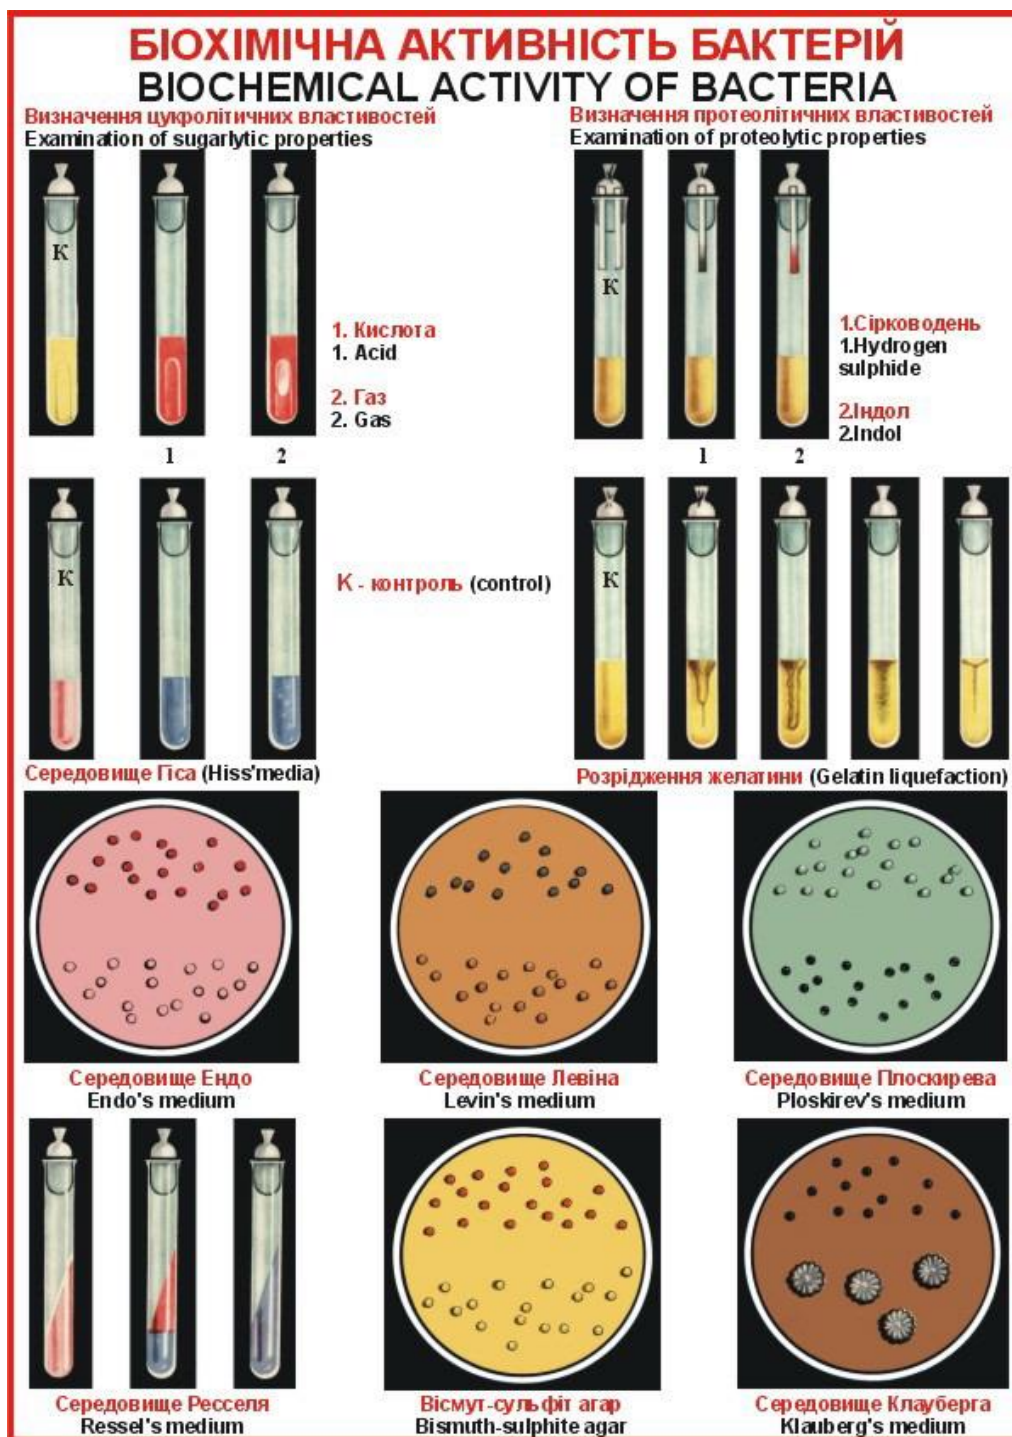 БІОХІМІЧНА АКТИВНІСТЬ БАКТЕРІЙ
BIOCHEMICAL ACTIVITY OF BACTERIA
Визначення цукролітичних властивостей
Examination of sugarlytic properties
Визначення протеолітичних властивостей
Examination of proteolytic properties
К
1. Кислота
1. Acid
2. Газ
2. Gas
1
2
К
1.Сірководень
1.Hydrogen
sulphide
2.Індол
2.Indol
1
2
К
К - контроль (control)
К
Середовище Гіса (Hiss'media)
Розрідження желатини (Gelatin liquefaction)
Середовище Ендо
Endo's medium
Середовище Левіна
Levin's medium
Середовище Плоскирева
Ploskirev's medium
Середовище Ресселя
Ressel's medium
Вісмут-сульфіт агар
Bismuth-sulphite agar
Середовище Клауберга
Klauberg's medium